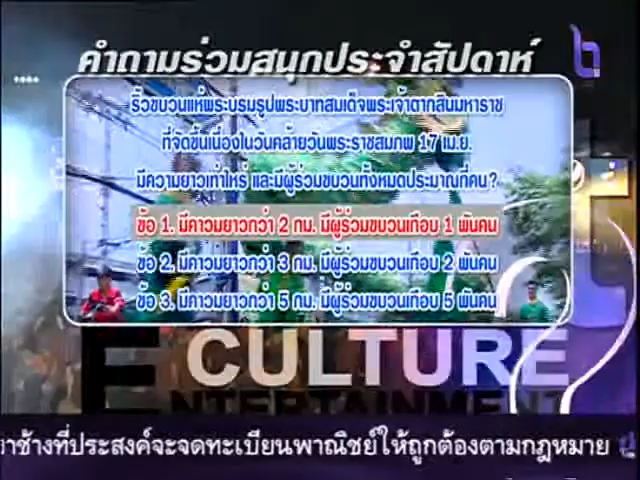 คำถามร่วมสนุกประจำสัปดาห์
ริ้วขบวนแห่พระบรมรูปพระบาทสมเด็จพระเจ้าตากสินมหาราช
ที่จัดขึ้นเนื่องในวันคล้ายวันพระราชสมภพ 17 เม.ย.
มีความยาวเท่าไหร่ และมีผู้ร่วมขบวนทั้งหมดประมาณกี่คน?
ข้อ 1. มีคาวมยาวกว่า 2 กม. มีผู้ร่วมขบวนเกือบ 1 พันคน
ข้อ 2. มีคาวมยาวกว่า 3 กม. มีผู้ร่วมขบวนเกือบ 2 พันคน
ข้อ 3. มีคาวมยาวกว่า 5 กม. มีผู้ร่วมขบวนเกือบ 5 พันคน
E CULTURE
ENTERTAINMENT
าช้างที่ประสงค์จะจดทะเบียนพาณิชย์ให้ถูกต้องตามกฎหมาย